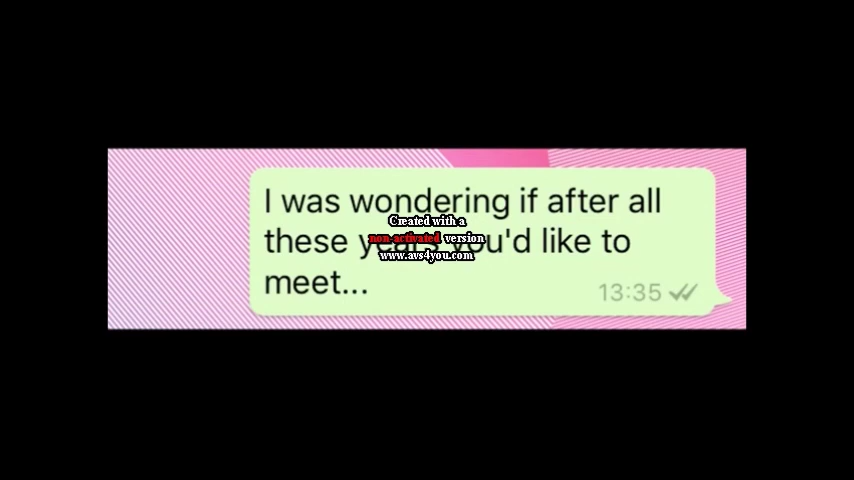 I was wondering if after all
these years you'd like to
meet...
13:35
Created with a
non-activated version
www.avs4you.com